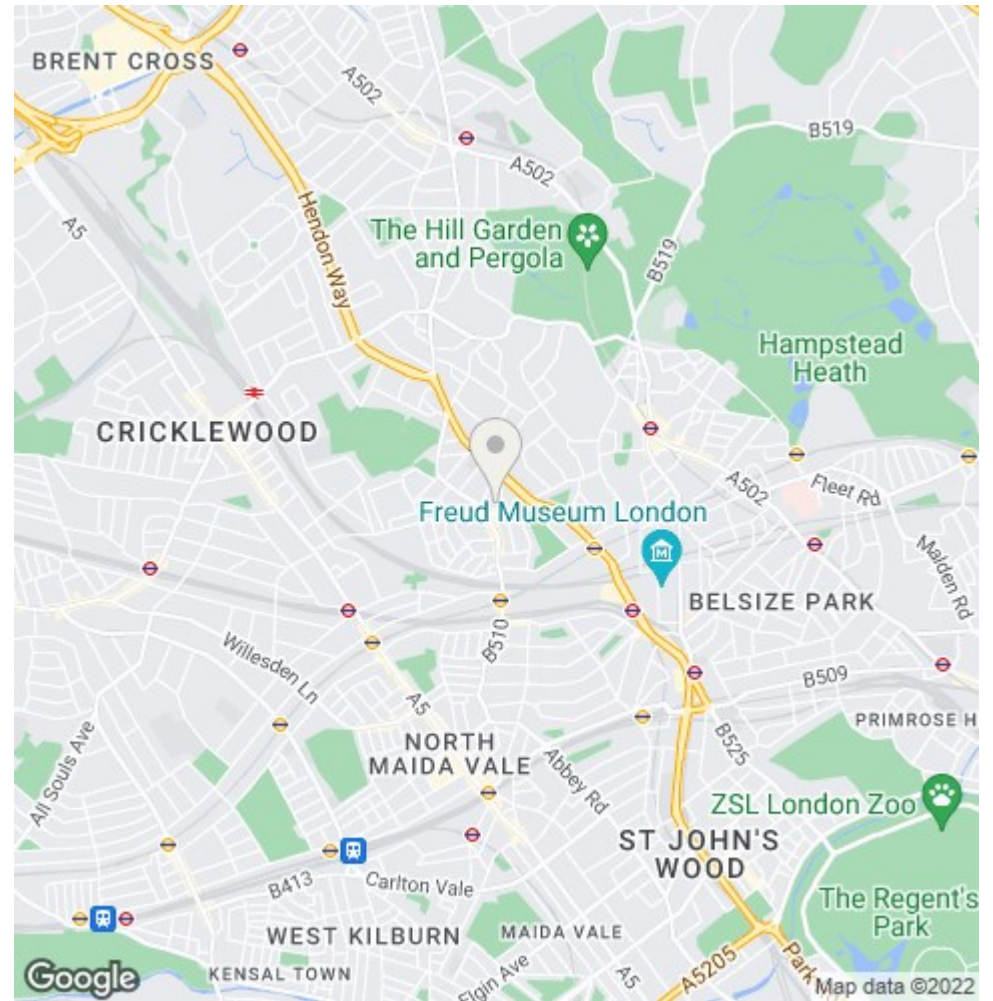 BRENT CROSS
A502
B519
A502
A5
Hendon Way
The Hill Garden
and Pergola
B519
Hampstead
Heath
CRICKLEWOOD
A502
Fleet Rd
Freud Museum London
M
Malden Rd
BELSIZE PARK
B510
Willesden Ln
B509
A5
PRIMROSE H
B525
NORTH
MAIDA VALE
Abbey Rd
All Souls Ave
ZSL London Zoo
ST JOHN'S
WOOD
B413
Carlton Vale
The Regent's
Park
WEST KILBURN
MAIDA VALE
A5205
Park
KENSAL TOWN
Elgin Ave
A5
Google
Map data ©2022